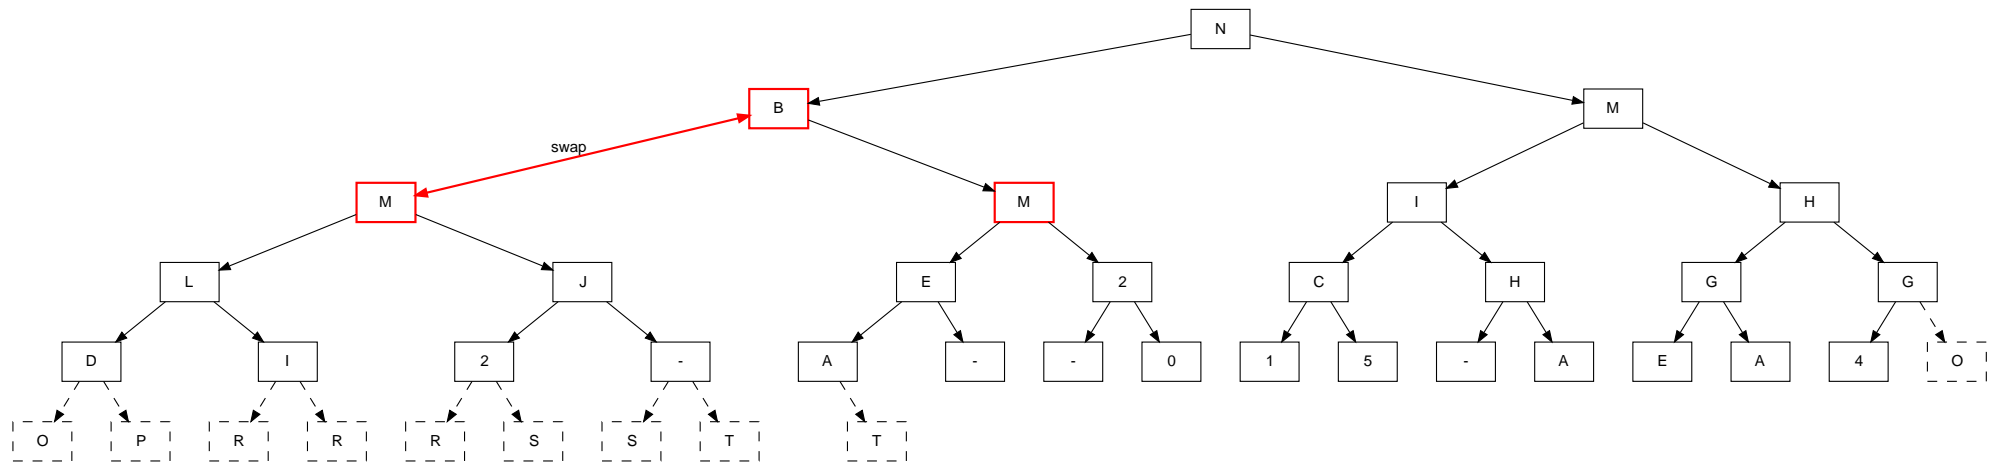 N
B M
swap
M M I H
L J E 2 C H G G
D I 2 - A - - 0 1 5 - A E A 4 O
O P R R R S S T T